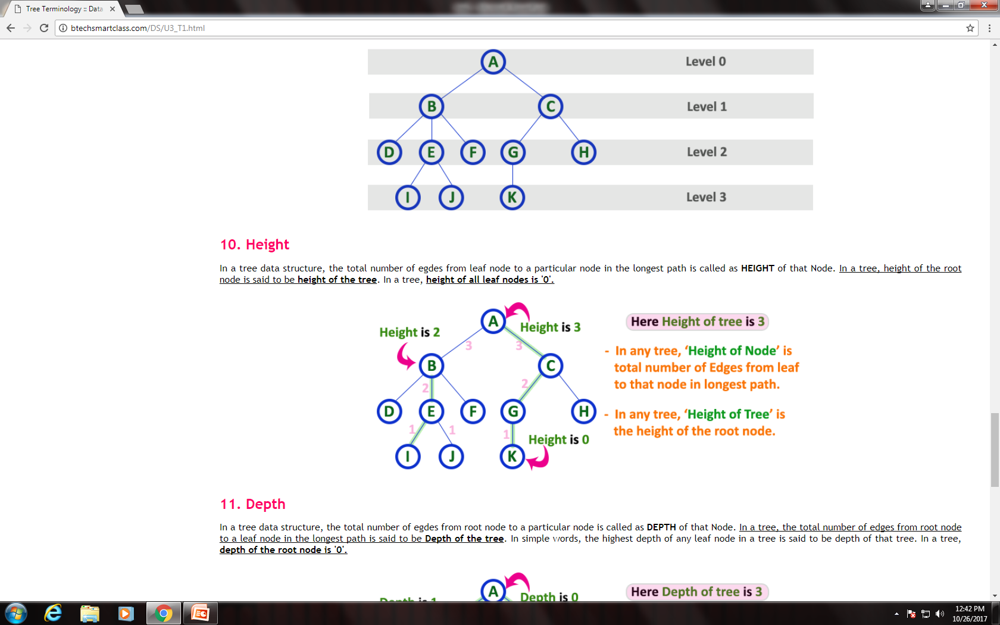 Tree Terminology :: Data
btechsmartclass.com/DS/U3_T1.html
A Level 0
B C Level 1
D E F G H Level 2
I J K Level 3
10. Height
In a tree data structure, the total number of egdes from leaf node to a particular node in the longest path is called as HEIGHT of that Node. In a tree, height of the root
node is said to be height of the tree. In a tree, height of all leaf nodes is '0'.
A
Height is 3
Here Height of tree is 3
Height is 2
3 3
- In any tree, ‘Height of Node’ is
total number of Edges from leaf
to that node in longest path.
B C
2 2
D E F G H
- In any tree, ‘Height of Tree’ is
the height of the root node.
1 1 1
Height is 0
I J K
11. Depth
In a tree data structure, the total number of egdes from root node to a particular node is called as DEPTH of that Node. In a tree, the total number of edges from root node
to a leaf node in the longest path is said to be Depth of the tree. In simple words, the highest depth of any leaf node in a tree is said to be depth of that tree. In a tree,
depth of the root node is '0'.
A
Depth is 0
Here Depth of tree is 3
Depth is 1
12:42 PM
10/26/2017